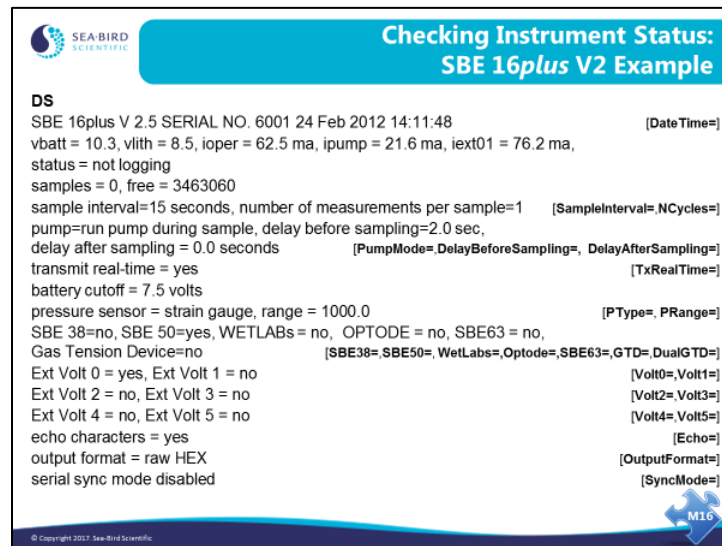 SEA·BIRD
SCIENTIFIC
Checking Instrument Status:
SBE 16plus V2 Example
DS
SBE 16plus V 2.5 SERIAL NO. 6001 24 Feb 2012 14:11:48 [DateTime=]
vbatt = 10.3, vlith = 8.5, ioper = 62.5 ma, ipump = 21.6 ma, iext01 = 76.2 ma,
status = not logging
samples = 0, free = 3463060
sample interval=15 seconds, number of measurements per sample=1 [SampleInterval=,NCycles=]
pump=run pump during sample, delay before sampling=2.0 sec,
delay after sampling = 0.0 seconds [PumpMode=,DelayBeforeSampling=, DelayAfterSampling=]
transmit real-time = yes [TxRealTime=]
battery cutoff = 7.5 volts
pressure sensor = strain gauge, range = 1000.0 [PType=, PRange=]
SBE 38=no, SBE 50=yes, WETLABs = no, OPTODE = no, SBE63 = no,
Gas Tension Device=no [SBE38=,SBE50=, WetLabs=,Optode=,SBE63=,GTD=,DualGTD=]
Ext Volt 0 = yes, Ext Volt 1 = no [Volt0=,Volt1=]
Ext Volt 2 = no, Ext Volt 3 = no [Volt2=,Volt3=]
Ext Volt 4 = no, Ext Volt 5 = no [Volt4=,Volt5=]
echo characters = yes [Echo=]
output format = raw HEX [OutputFormat=]
serial sync mode disabled [SyncMode=]
M16
© Copyright 2017. Sea-Bird Scientific